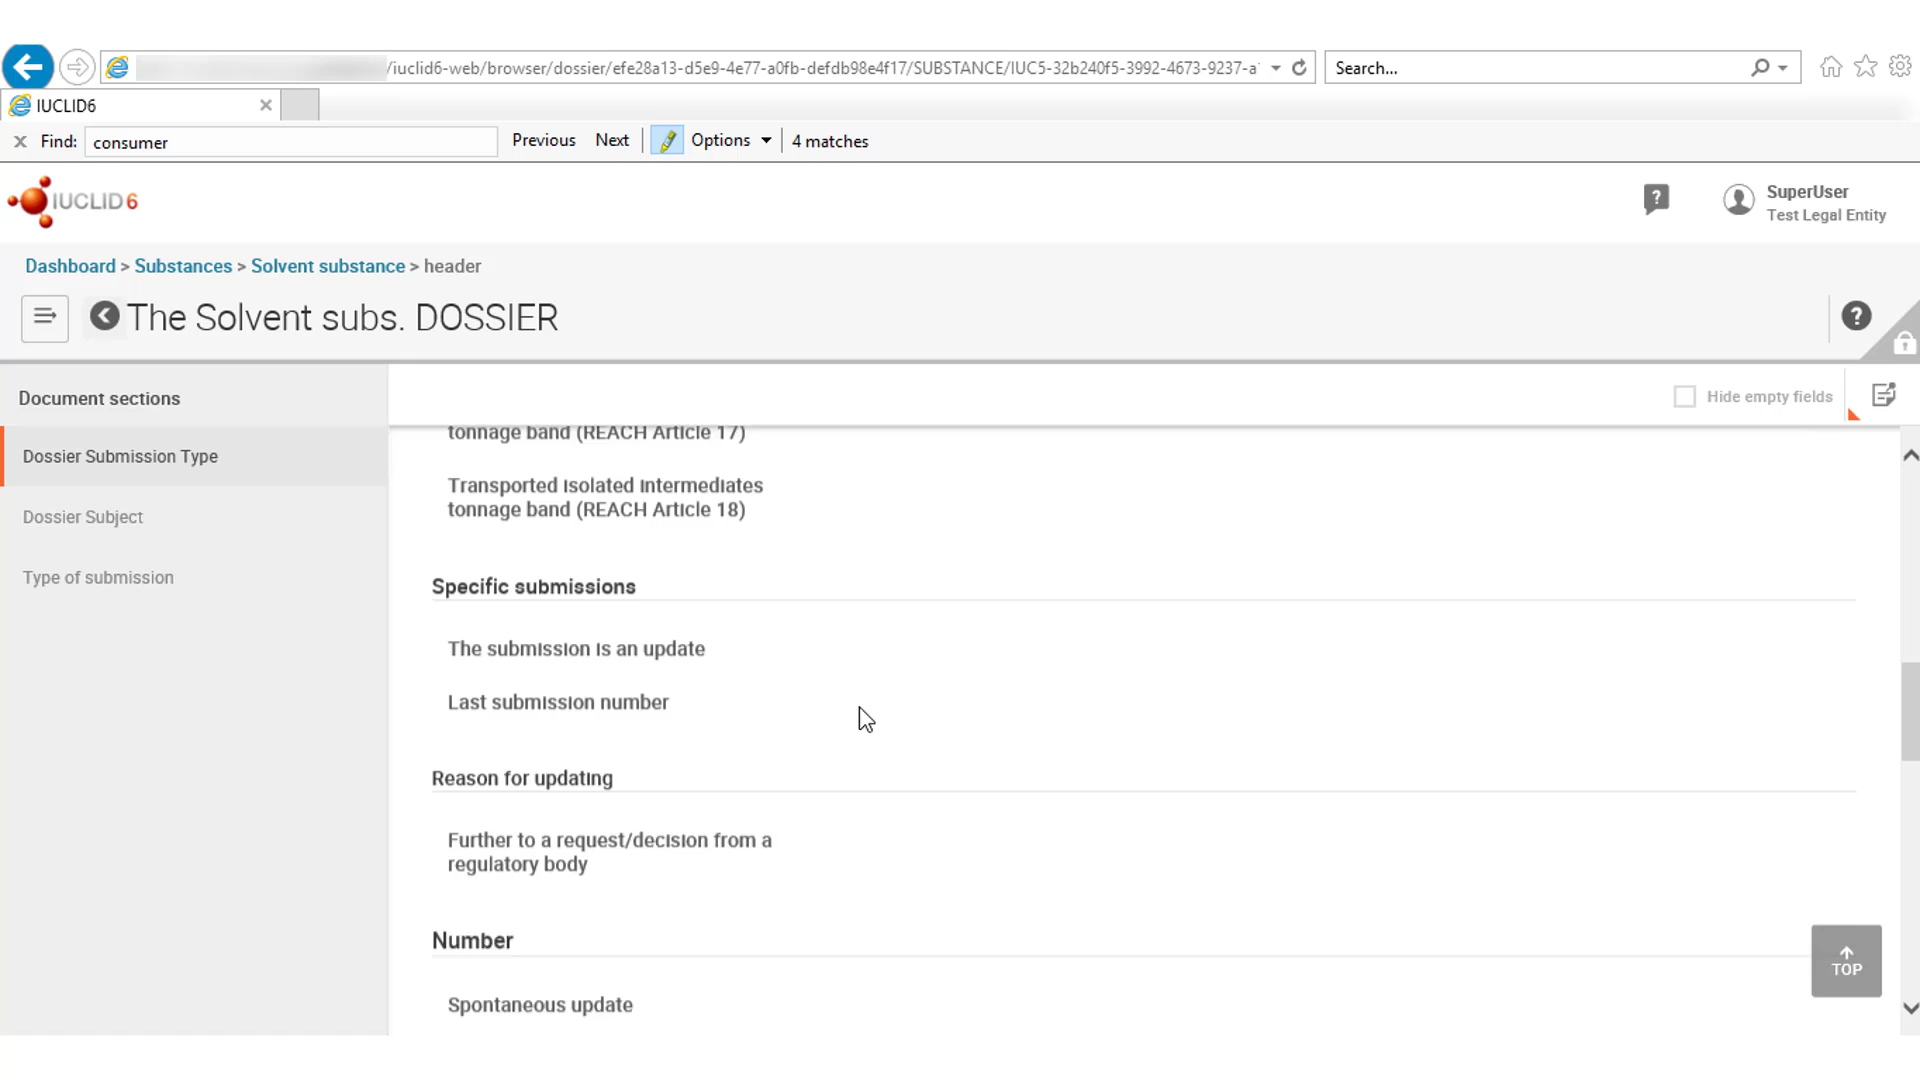 /iuclid6-web/browser/dossier/efe28a13-d5e9-4e77-a0fb-defdb98e4f17/SUBSTANCE/IUC5-32b240f5-3992-4673-9237-a
Search...
IUCLID6
Find: consumer Previous Next Options 4 matches
IUCLID 6
SuperUser
Test Legal Entity
Dashboard > Substances > Solvent substance > header
The Solvent subs. DOSSIER
Document sections
Hide empty fields
Dossier Submission Type
Dossier Subject
Type of submission
tonnage band (REACH Article 17)
Transported isolated intermediates
tonnage band (REACH Article 18)
Specific submissions
The submission is an update
Last submission number
Reason for updating
Further to a request/decision from a
regulatory body
Number
Spontaneous update
TOP